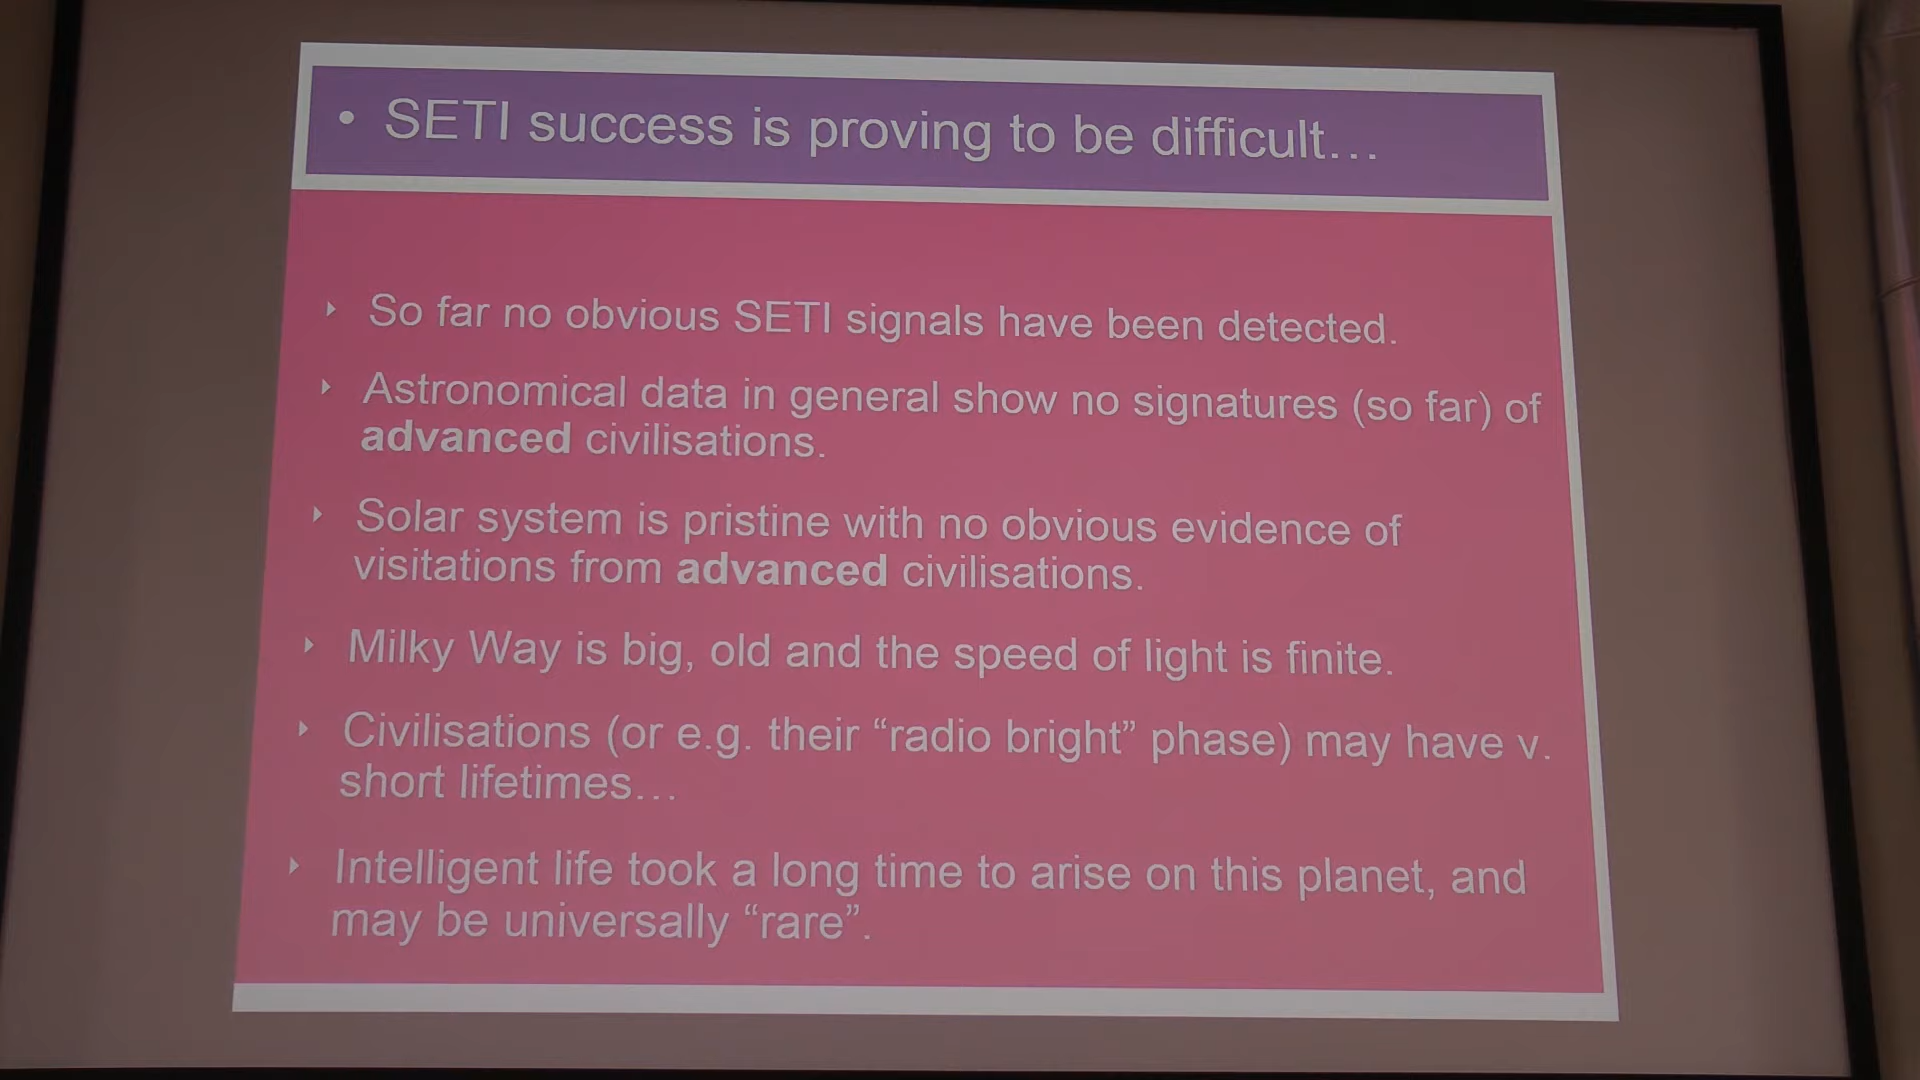 • SETI success is proving to be difficult…
So far no obvious SETI signals have been detected.
Astronomical data in general show no signatures (so far) of
advanced civilisations.
Solar system is pristine with no obvious evidence of
visitations from advanced civilisations.
Milky Way is big, old and the speed of light is finite.
Civilisations (or e.g. their “radio bright” phase) may have v.
short lifetimes…
Intelligent life took a long time to arise on this planet, and
may be universally “rare”.